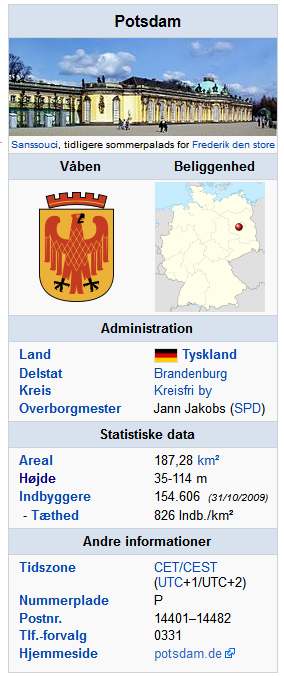 Potsdam
Sanssouci, tidligere sommerpalads for Frederik den store
Våben Beliggenhed
Administration
Land Tyskland
Delstat Brandenburg
Kreis Kreisfri by
Overborgmester Jann Jakobs (SPD)
Statistiske data
Areal 187,28 km²
Højde 35-114 m
Indbyggere 154.606 (31/10/2009)
- Tæthed 826 Indb./km²
Andre informationer
Tidszone CET/CEST
(UTC+1/UTC+2)
Nummerplade P
Postnr. 14401–14482
Tlf.-forvalg 0331
Hjemmeside potsdam.de